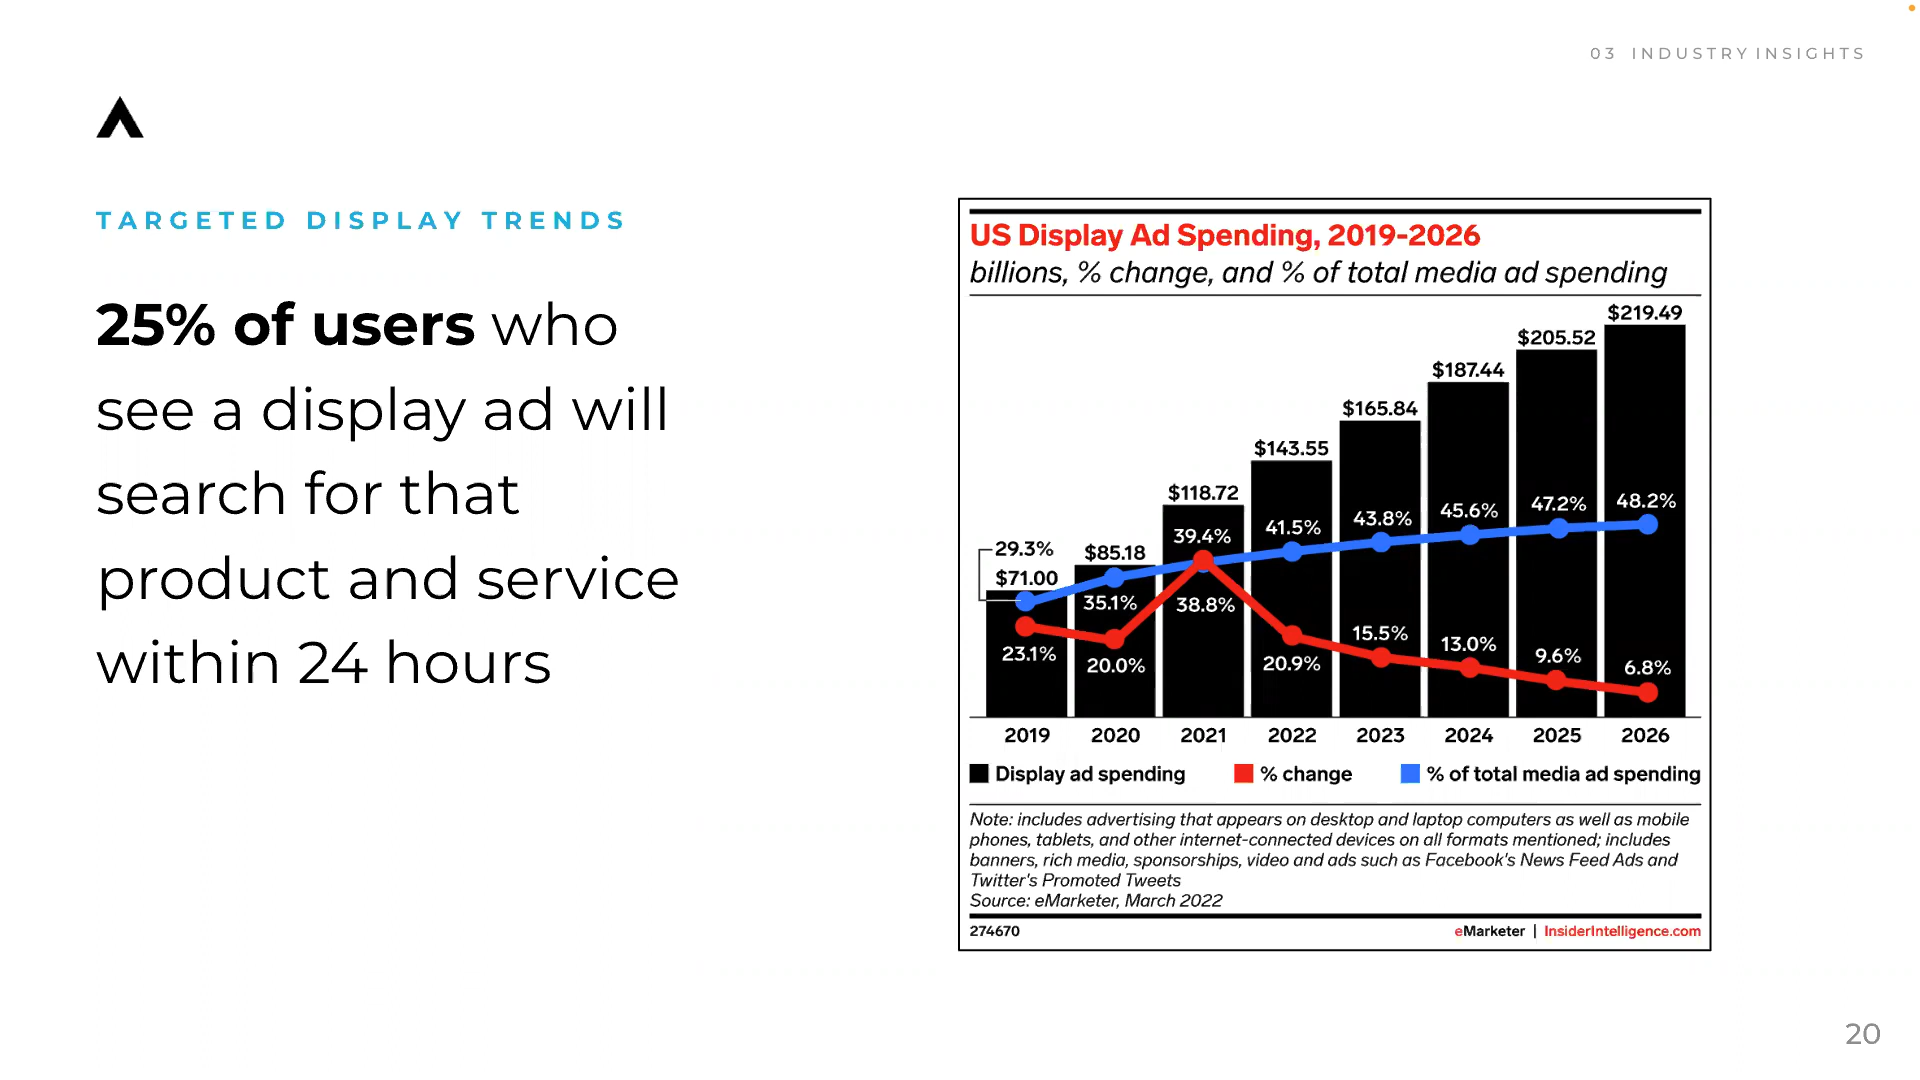 03 INDUSTRY INSIGHTS
TARGETED DISPLAY TRENDS
25% of users who
see a display ad will
search for that
product and service
within 24 hours
US Display Ad Spending, 2019-2026
billions, % change, and % of total media ad spending
$219.49
$205.52
$187.44
$165.84
$143.55
$118.72
$85.18
$71.00
29.3% 35.1% 39.4% 41.5% 43.8% 45.6% 47.2% 48.2%
23.1% 20.0% 38.8% 20.9% 15.5% 13.0% 9.6% 6.8%
2019 2020 2021 2022 2023 2024 2025 2026
Display ad spending % change % of total media ad spending
Note: includes advertising that appears on desktop and laptop computers as well as mobile
phones, tablets, and other internet-connected devices on all formats mentioned; includes
banners, rich media, sponsorships, video and ads such as Facebook's News Feed Ads and
Twitter's Promoted Tweets
Source: eMarketer, March 2022
274670 eMarketer | InsiderIntelligence.com
20